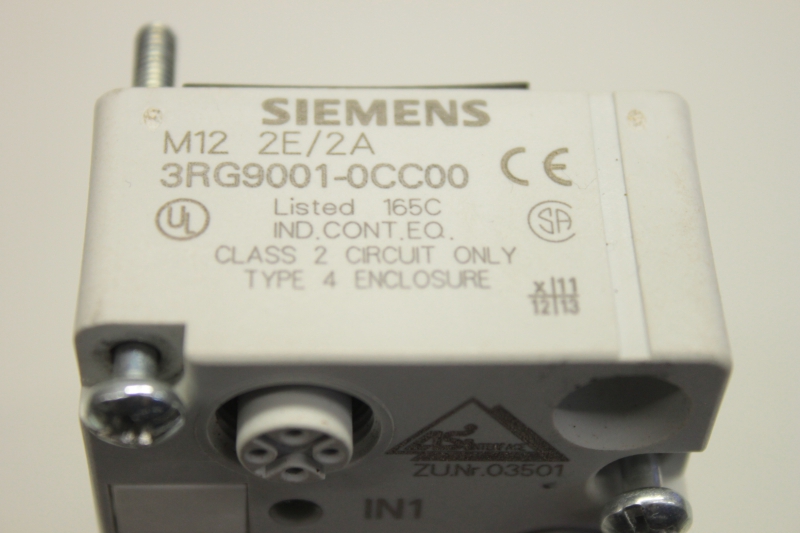 SIEMENS
M12 2E/2A
3RG9001-0CC00
CE
UL
Listed 165C
IND.CONT.EQ.
SA
CLASS 2 CIRCUIT ONLY
TYPE 4 ENCLOSURE
x 11
12 13
ZU.Nr.03501
IN1